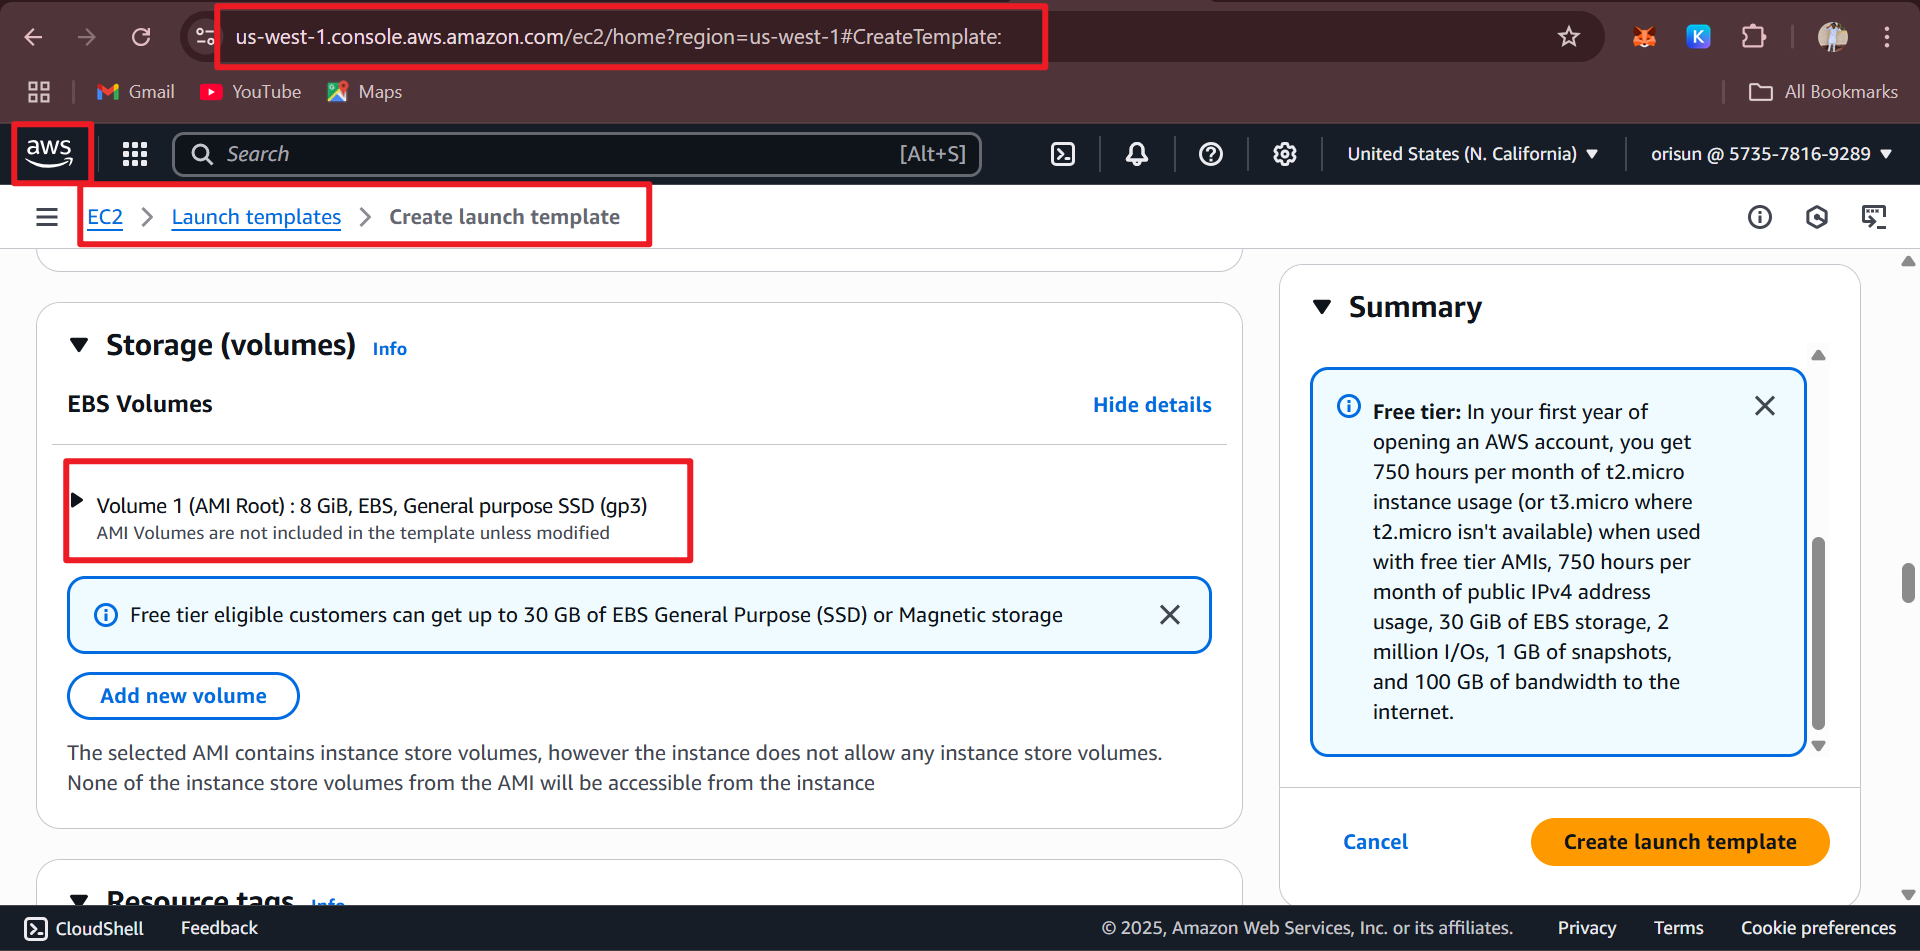 us-west-1.console.aws.amazon.com/ec2/home?region=us-west-1#CreateTemplate:
K
Gmail
YouTube
Maps
All Bookmarks
aws
Search
[Alt+S]
United States (N. California)
orisun @ 5735-7816-9289
EC2
Launch templates
Create launch template
Storage (volumes)
Info
EBS Volumes
Hide details
Volume 1 (AMI Root) : 8 GiB, EBS, General purpose SSD (gp3)
AMI Volumes are not included in the template unless modified
Free tier eligible customers can get up to 30 GB of EBS General Purpose (SSD) or Magnetic storage
Add new volume
The selected AMI contains instance store volumes, however the instance does not allow any instance store volumes.
None of the instance store volumes from the AMI will be accessible from the instance
Resource tags
Info
Summary
Free tier: In your first year of
opening an AWS account, you get
750 hours per month of t2.micro
instance usage (or t3.micro where
t2.micro isn't available) when used
with free tier AMIs, 750 hours per
month of public IPv4 address
usage, 30 GiB of EBS storage, 2
million I/Os, 1 GB of snapshots,
and 100 GB of bandwidth to the
internet.
Cancel
Create launch template
CloudShell
Feedback
© 2025, Amazon Web Services, Inc. or its affiliates.
Privacy
Terms
Cookie preferences